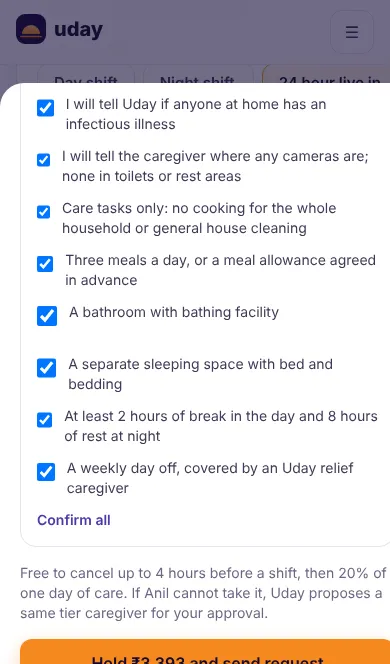 uday
Day shift
Night shift
24 hour live in
I will tell Uday if anyone at home has an
infectious illness
I will tell the caregiver where any cameras are;
none in toilets or rest areas
Care tasks only: no cooking for the whole
household or general house cleaning
Three meals a day, or a meal allowance agreed
in advance
A bathroom with bathing facility
A separate sleeping space with bed and
bedding
At least 2 hours of break in the day and 8 hours
of rest at night
A weekly day off, covered by an Uday relief
caregiver
Confirm all
Free to cancel up to 4 hours before a shift, then 20% of
one day of care. If Anil cannot take it, Uday proposes a
same tier caregiver for your approval.
Hold ₹3,393 and send request